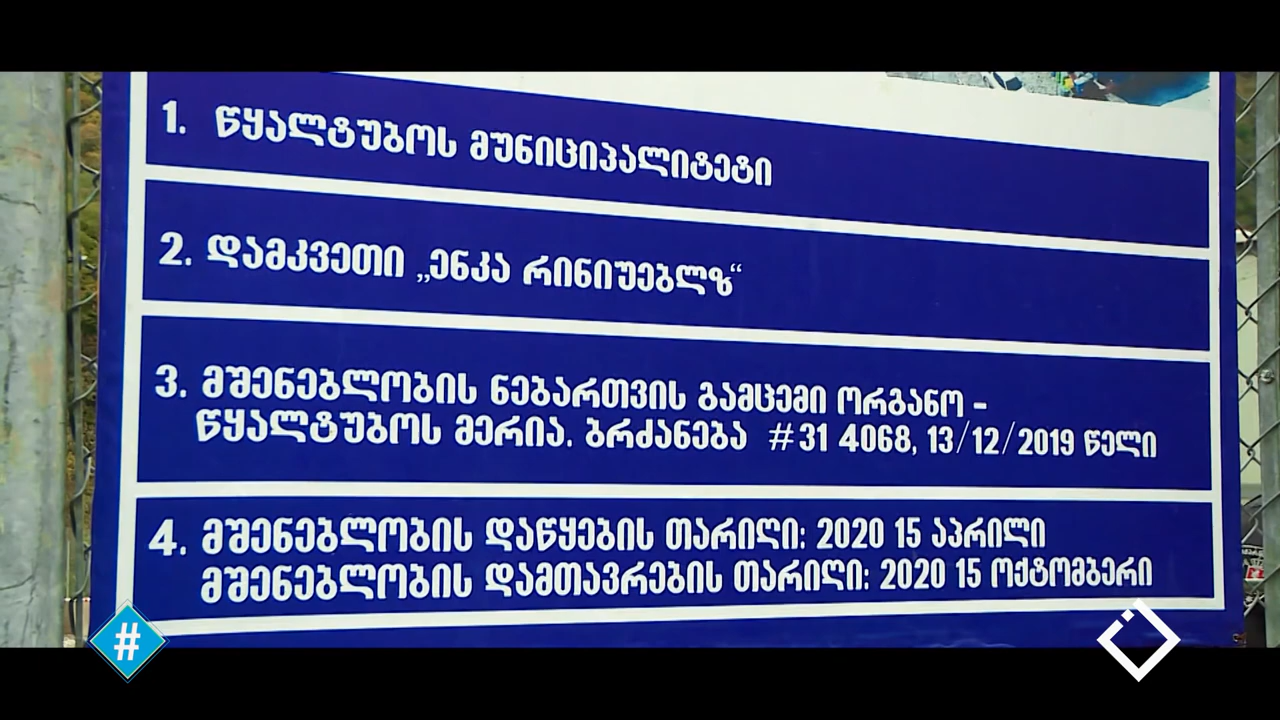 1. წყალტუბოს მუნიციპალიტეტი
2. დამკვეთი „ენკა რინიუებლზ“
3. მშენებლობის ნებართვის გამცემი ორგანო -
წყალტუბოს მერია. ბრძანება #31 4068, 13/12/2019 წელი
4. მშენებლობის დაწყების თარიღი: 2020 15 აპრილი
მშენებლობის დამთავრების თარიღი: 2020 15 ოქტომბერი
#